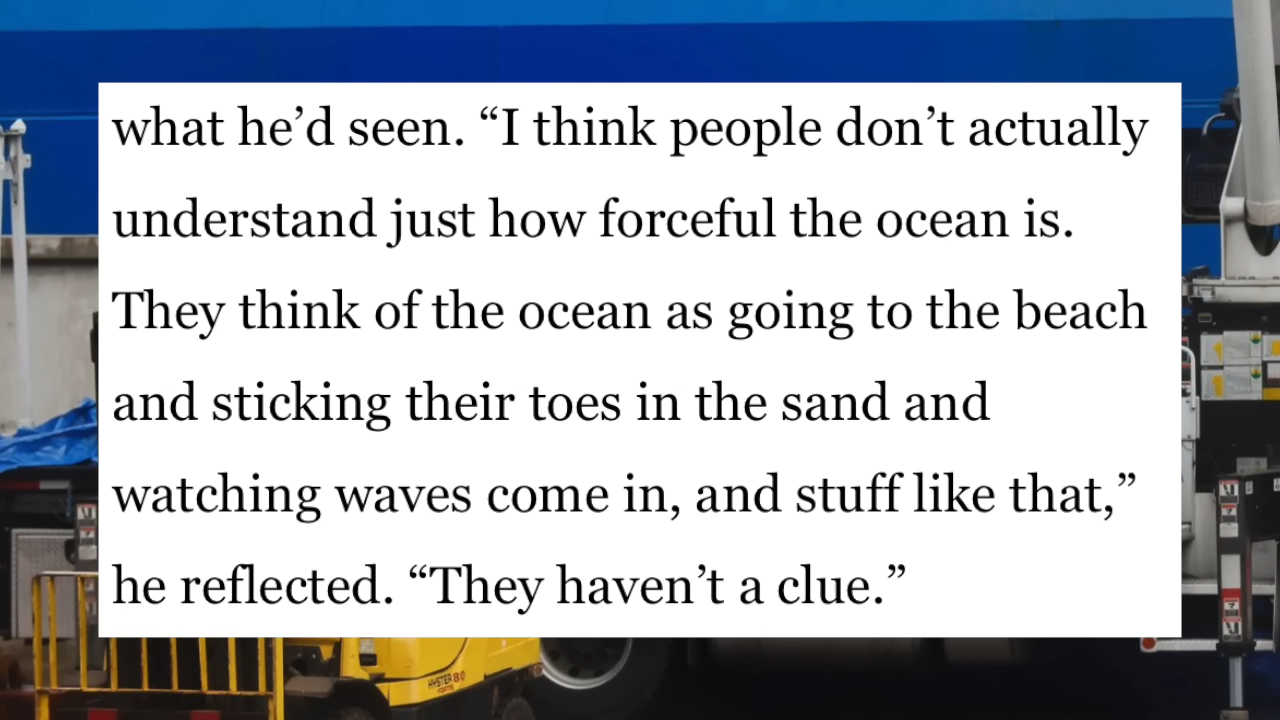 what he’d seen. “I think people don’t actually
understand just how forceful the ocean is.
They think of the ocean as going to the beach
and sticking their toes in the sand and
watching waves come in, and stuff like that,”
he reflected. “They haven’t a clue.”
HYSTER 80